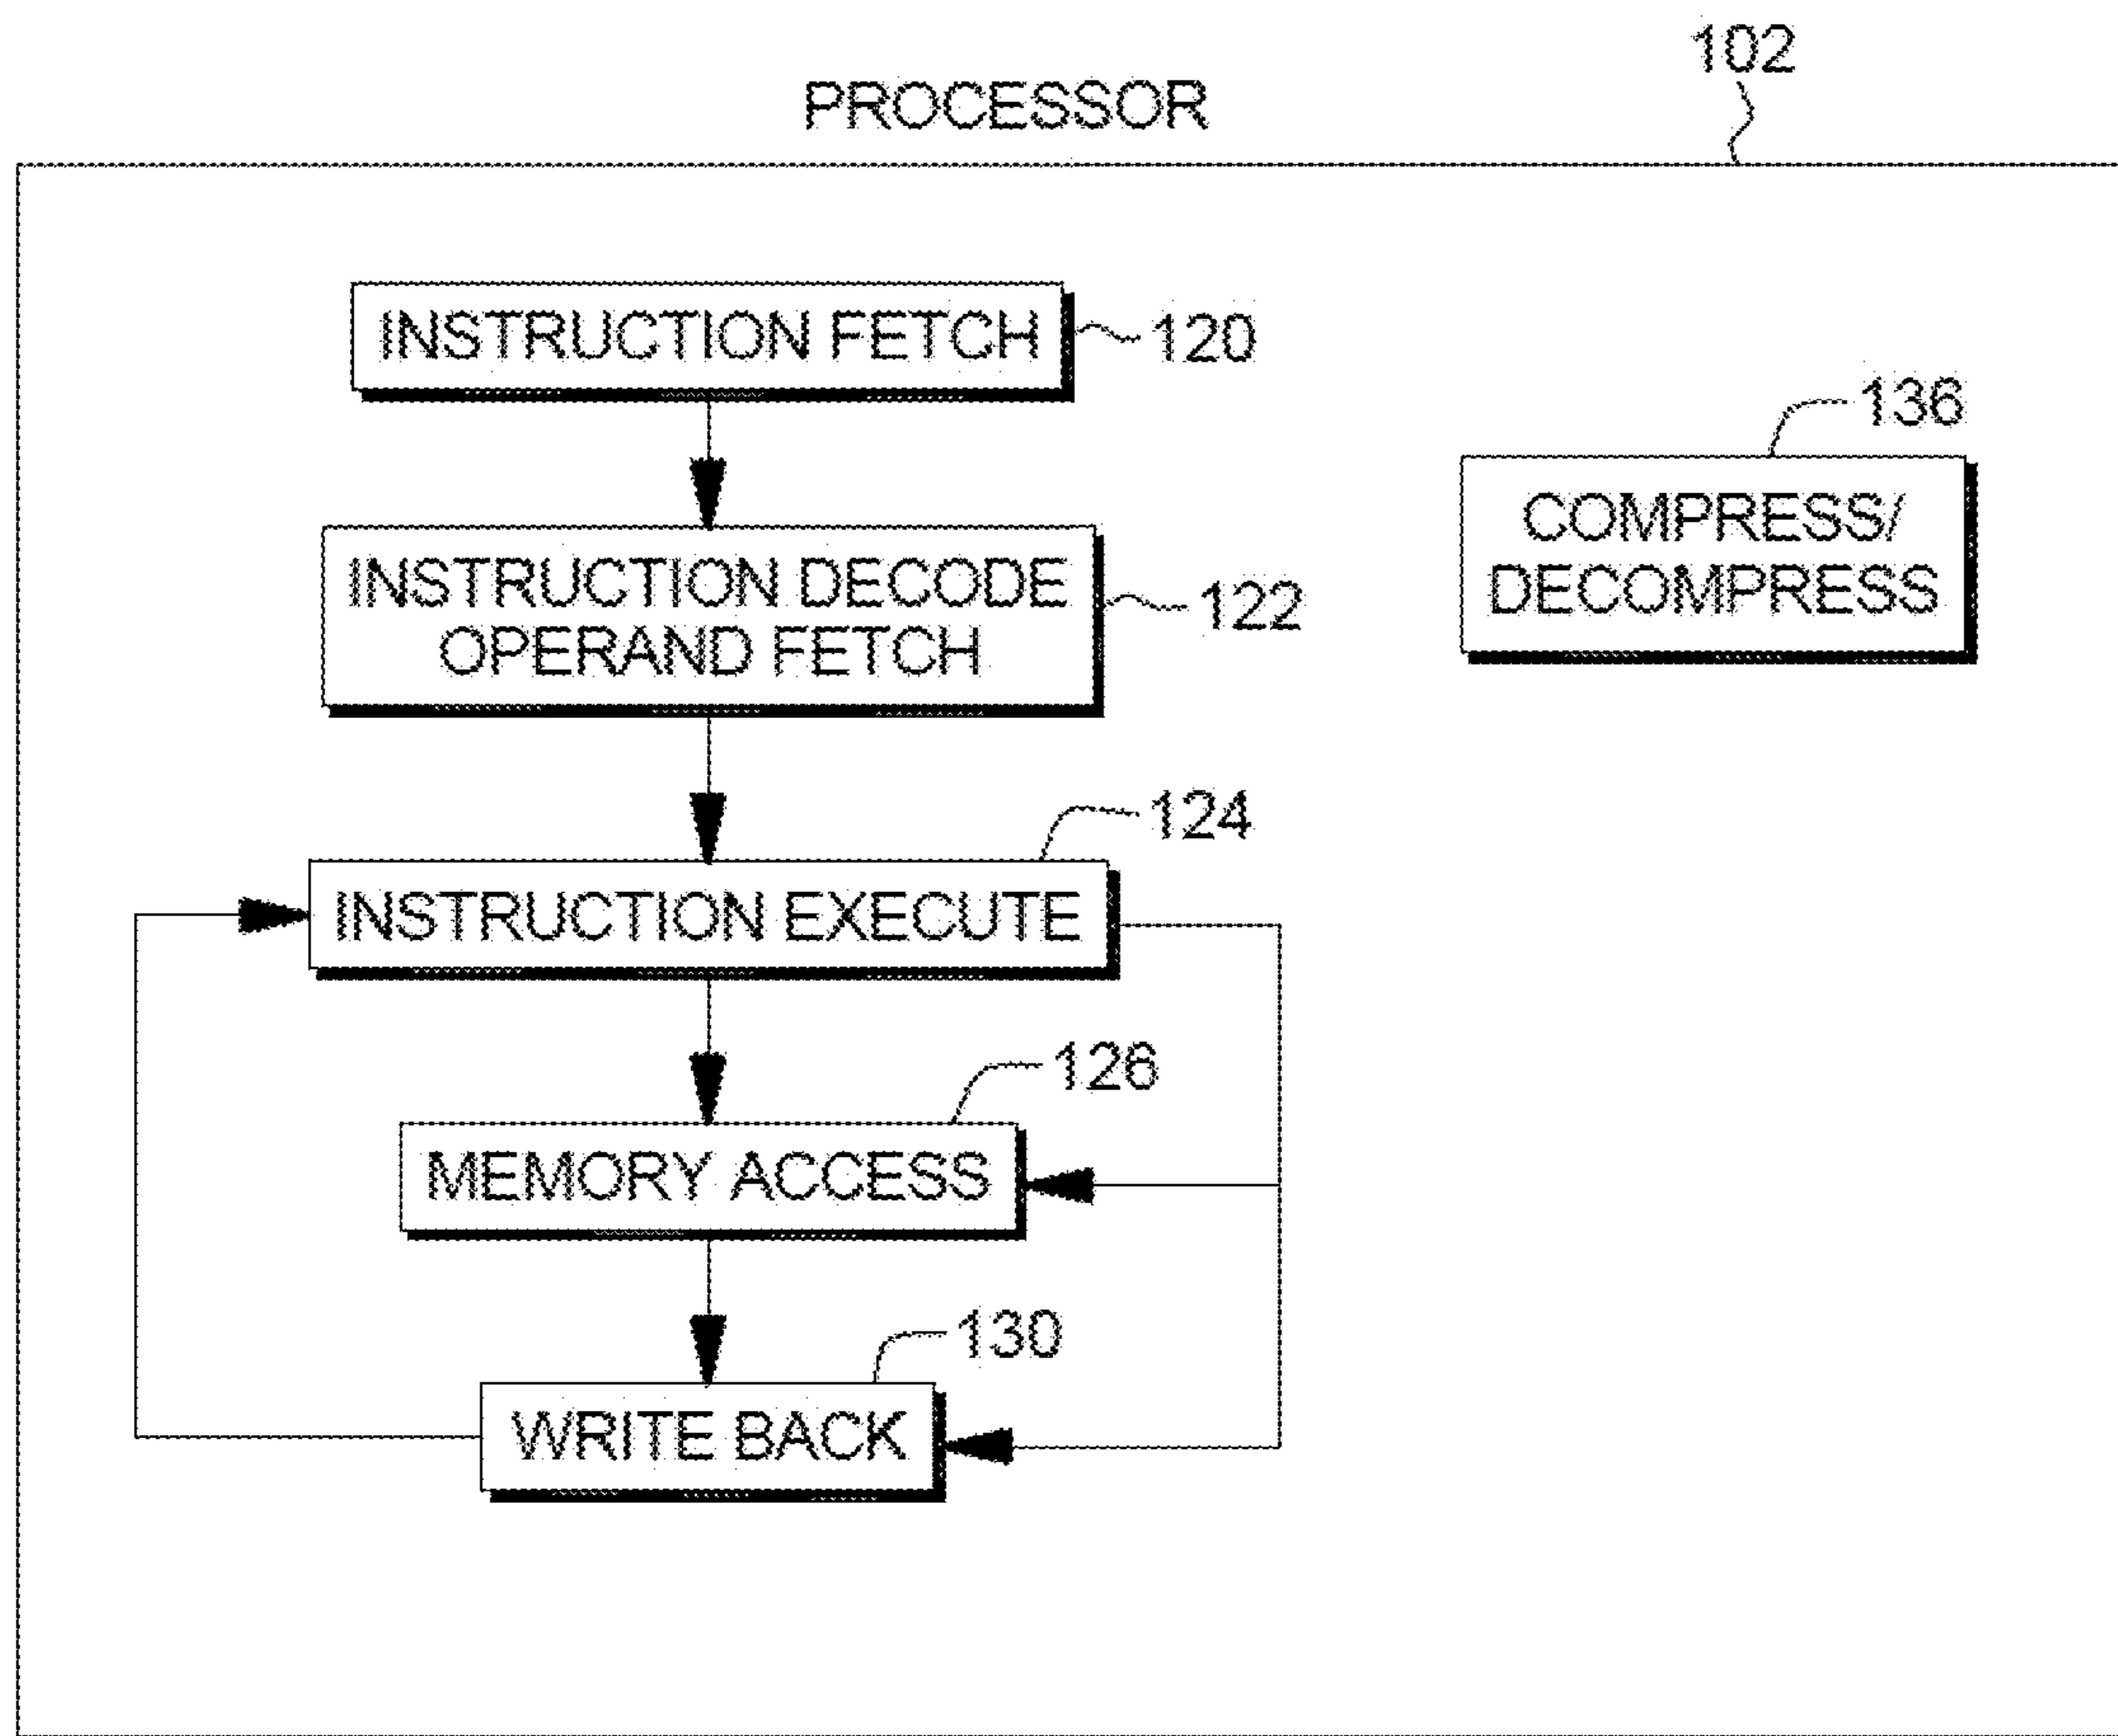 102
PROCESSOR
INSTRUCTION FETCH
120
136
COMPRESS/
DECOMPRESS
INSTRUCTION DECODE
OPERAND FETCH
122
124
INSTRUCTION EXECUTE
126
MEMORY ACCESS
130
WRITE BACK